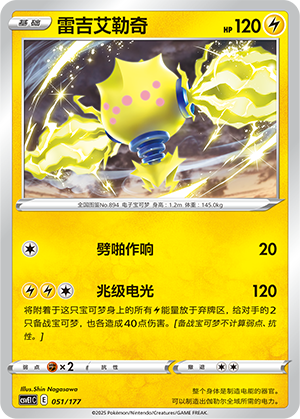 基础 雷吉艾勒奇 HP 120
全国图鉴No.894 电子宝可梦 身高：1.2m 体重：145.0kg
劈啪作响 20
兆级电光 120
将附着于这只宝可梦身上的所有能量放于弃牌区，给对手的2
只备战宝可梦，也各造成40点伤害。[备战宝可梦不计算弱点、抗
性。]
弱点 ×2 抗性 撤退
Illus.Shin Nagasawa
E 051/177
整个身体是制造电能的器官。
可以制造出伽勒尔全域所需的电力。
©2025 Pokémon/Nintendo/Creatures/GAME FREAK.